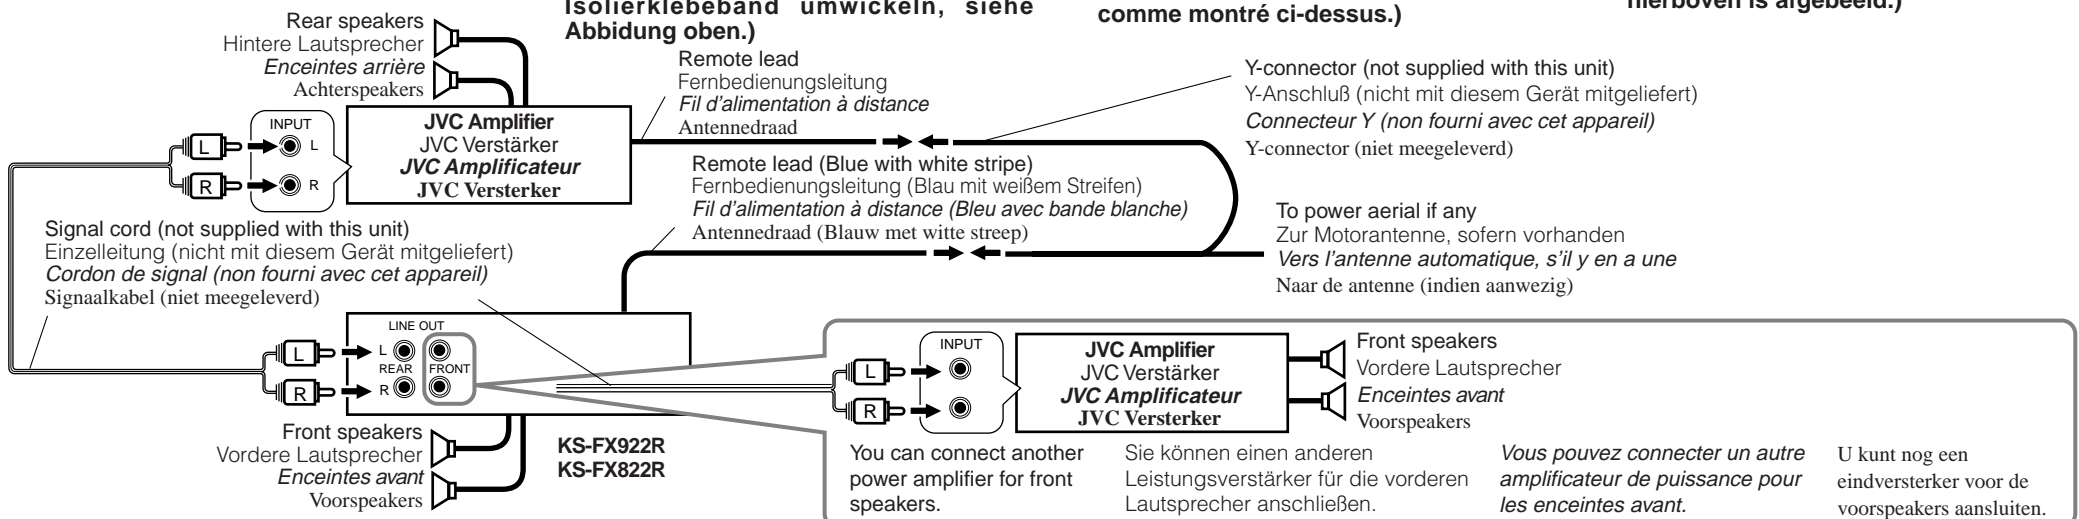 Isolierklebeband umwickeln, siehe
Abbidung oben.)
comme montré ci-dessus.)
hierboven is afgebeeld.)
Rear speakers
Hintere Lautsprecher
Enceintes arrière
Achterspeakers
INPUT
L
R
L
R
JVC Amplifier
JVC Verstärker
JVC Amplificateur
JVC Versterker
Remote lead
Fernbedienungsleitung
Fil d'alimentation à distance
Antennedraad
Y-connector (not supplied with this unit)
Y-Anschluß (nicht mit diesem Gerät mitgeliefert)
Connecteur Y (non fourni avec cet appareil)
Y-connector (niet meegeleverd)
Remote lead (Blue with white stripe)
Fernbedienungsleitung (Blau mit weißem Streifen)
Fil d'alimentation à distance (Bleu avec bande blanche)
Antennedraad (Blauw met witte streep)
To power aerial if any
Zur Motorantenne, sofern vorhanden
Vers l'antenne automatique, s'il y en a une
Naar de antenne (indien aanwezig)
Signal cord (not supplied with this unit)
Einzelleitung (nicht mit diesem Gerät mitgeliefert)
Cordon de signal (non fourni avec cet appareil)
Signaalkabel (niet meegeleverd)
LINE OUT
L
REAR FRONT
R
L
R
Front speakers
Vordere Lautsprecher
Enceintes avant
Voorspeakers
KS-FX922R
KS-FX822R
INPUT
L
R
JVC Amplifier
JVC Verstärker
JVC Amplificateur
JVC Versterker
Front speakers
Vordere Lautsprecher
Enceintes avant
Voorspeakers
You can connect another
power amplifier for front
speakers.
Sie können einen anderen
Leistungsverstärker für die vorderen
Lautsprecher anschließen.
Vous pouvez connecter un autre
amplificateur de puissance pour
les enceintes avant.
U kunt nog een
eindversterker voor de
voorspeakers aansluiten.